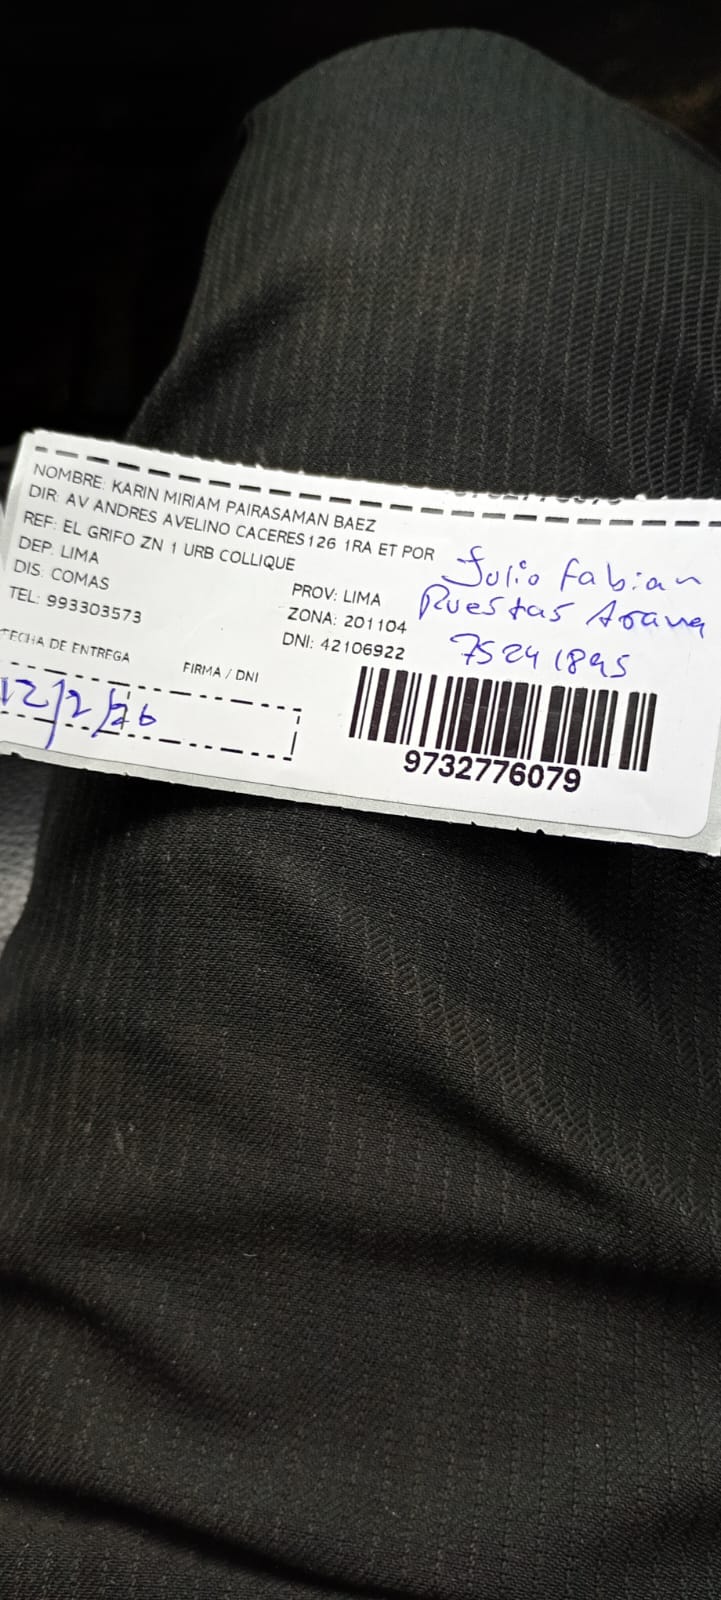 NOMBRE: KARIN MIRIAM PAIRASAMAN BAEZ
DIR: AV ANDRES AVELINO CACERES126 1RA ET POR
REF: EL GRIFO ZN 1 URB COLLIQUE
DEP: LIMA
PROV: LIMA
DIS: COMAS
ZONA: 201104
TEL: 993303573
DNI: 42106922
Julio Fabian
Ruestas Arana
75241895
FECHA DE ENTREGA
FIRMA / DNI
12/2/26
9732776079